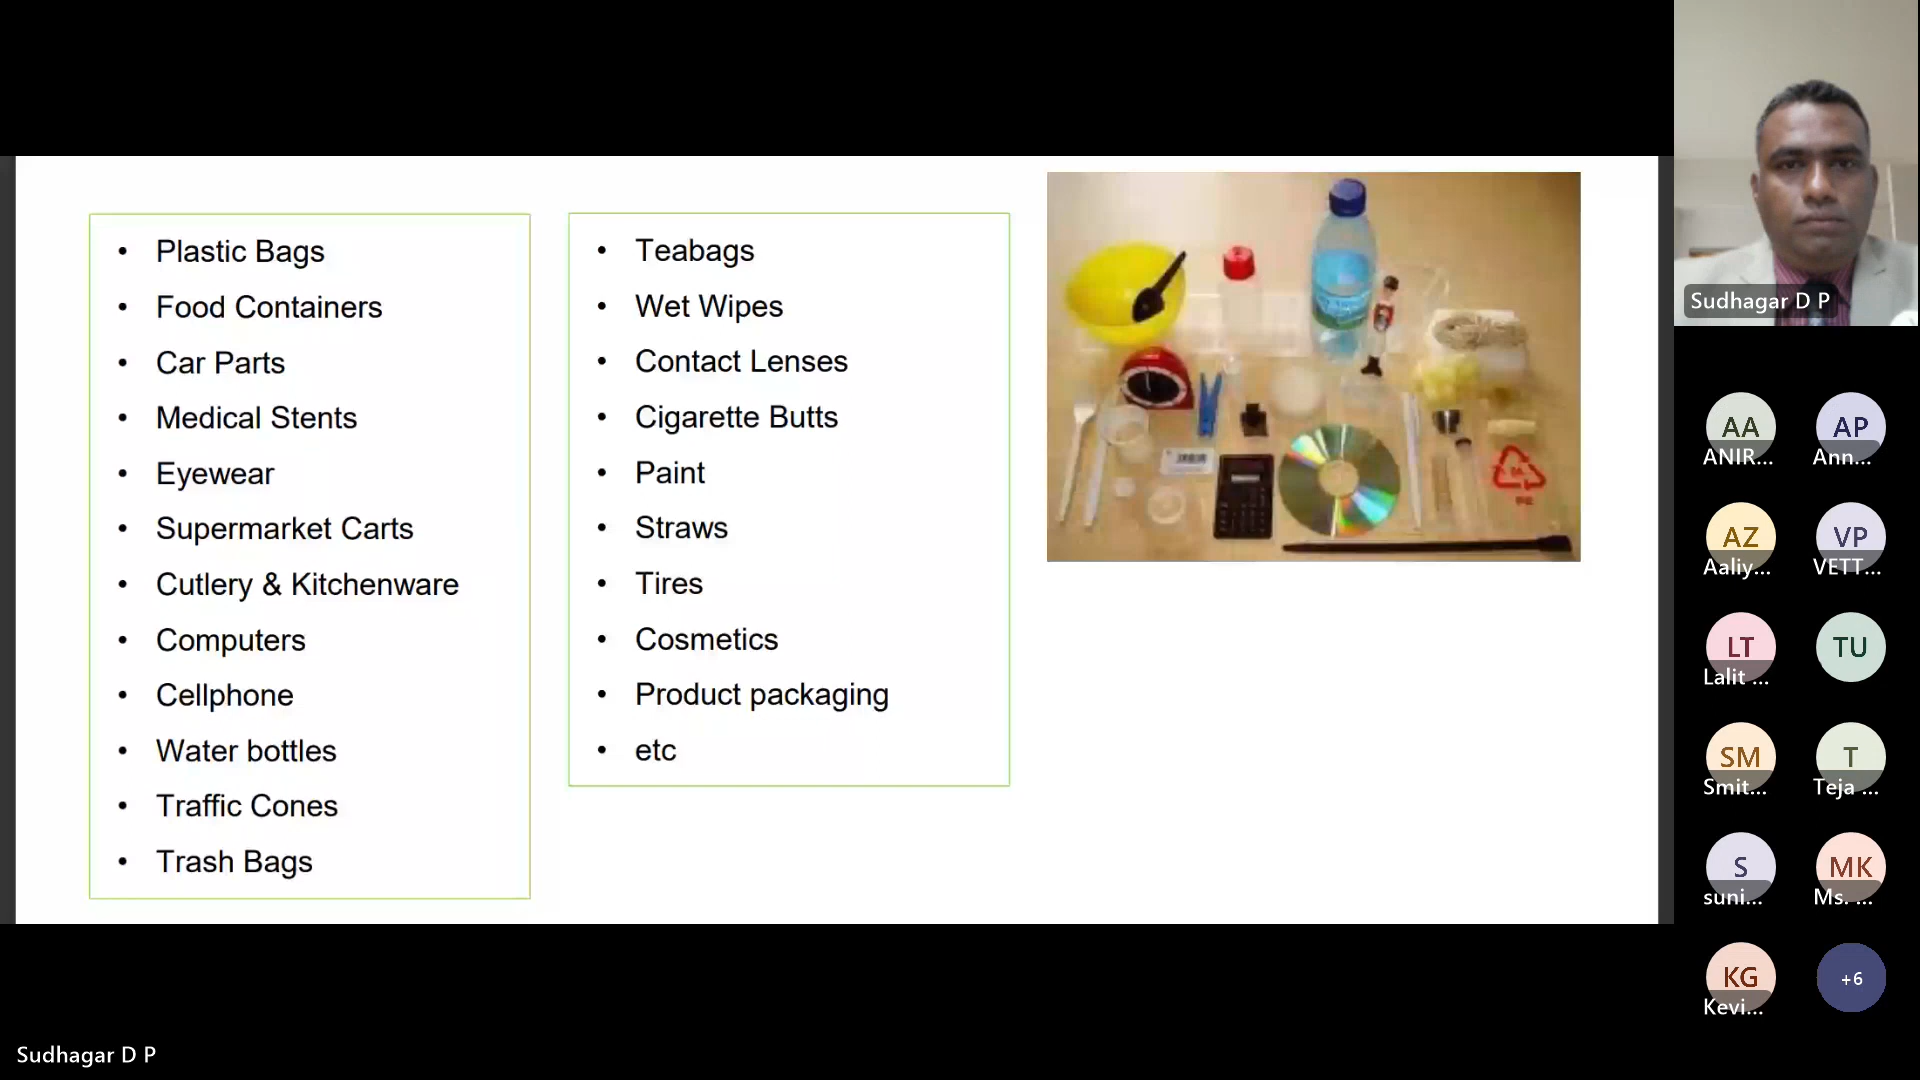 • Plastic Bags
• Food Containers
• Car Parts
• Medical Stents
• Eyewear
• Supermarket Carts
• Cutlery & Kitchenware
• Computers
• Cellphone
• Water bottles
• Traffic Cones
• Trash Bags
• Teabags
• Wet Wipes
• Contact Lenses
• Cigarette Butts
• Paint
• Straws
• Tires
• Cosmetics
• Product packaging
• etc
Sudhagar D P
AA
ANIR...
AP
Ann...
AZ
Aaliy...
VP
VETT...
LT
Lalit ...
TU
SM
Smit...
T
Teja ...
S
suni...
MK
Ms. ...
KG
Kevi...
+6
Sudhagar D P